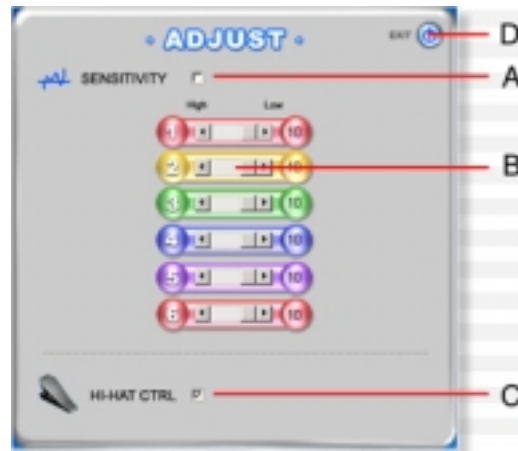 ADJUST
EXIT D
SENSITIVITY A
High Low
1 10
2 10 B
3 10
4 10
5 10
6 10
HI-HAT CTRL C